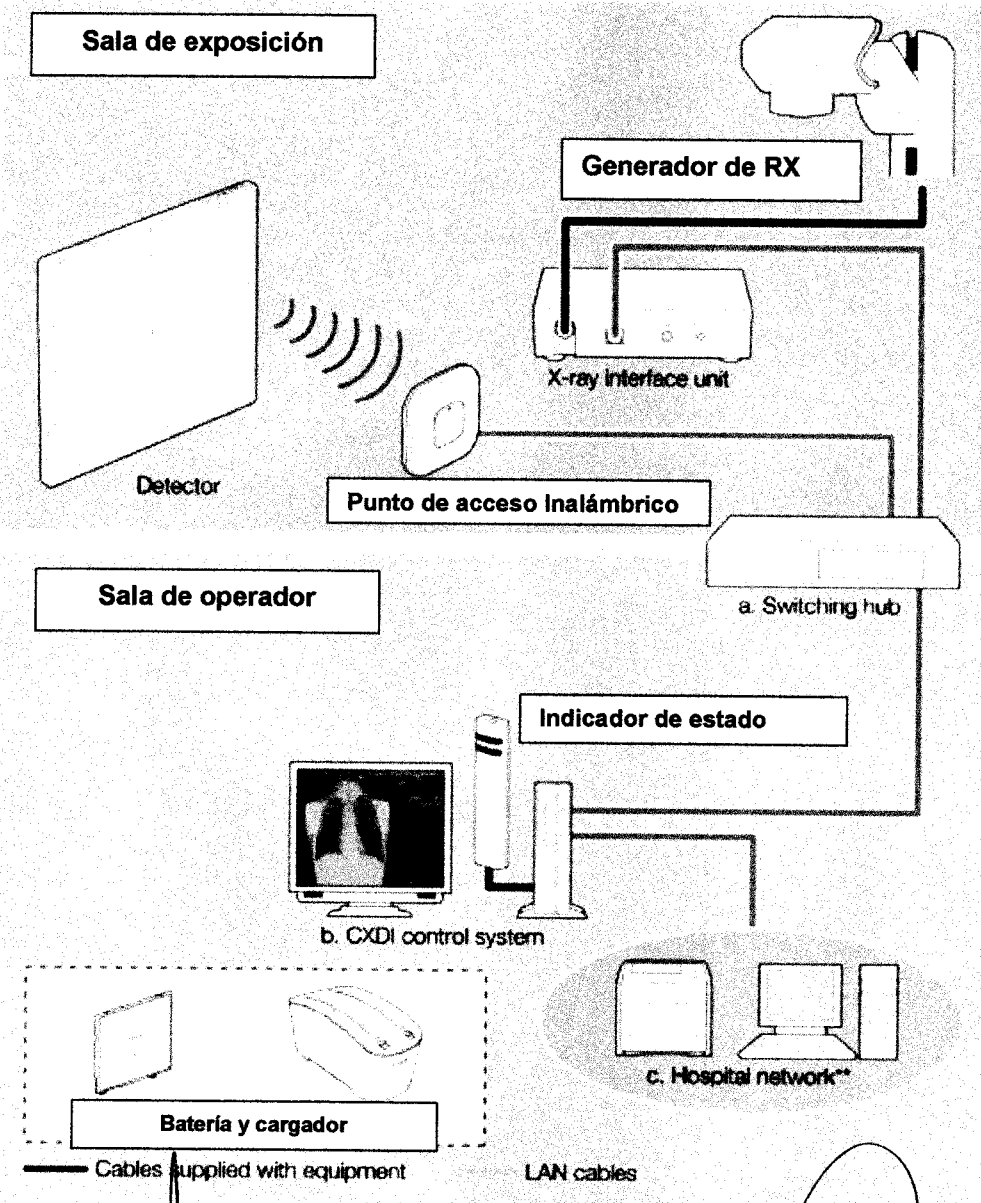 Sala de exposición
Generador de RX
X-ray interface unit
Detector
Punto de acceso Inalámbrico
a. Switching hub
Sala de operador
Indicador de estado
b. CXDI control system
c. Hospital network**
Batería y cargador
Cables supplied with equipment
LAN cables